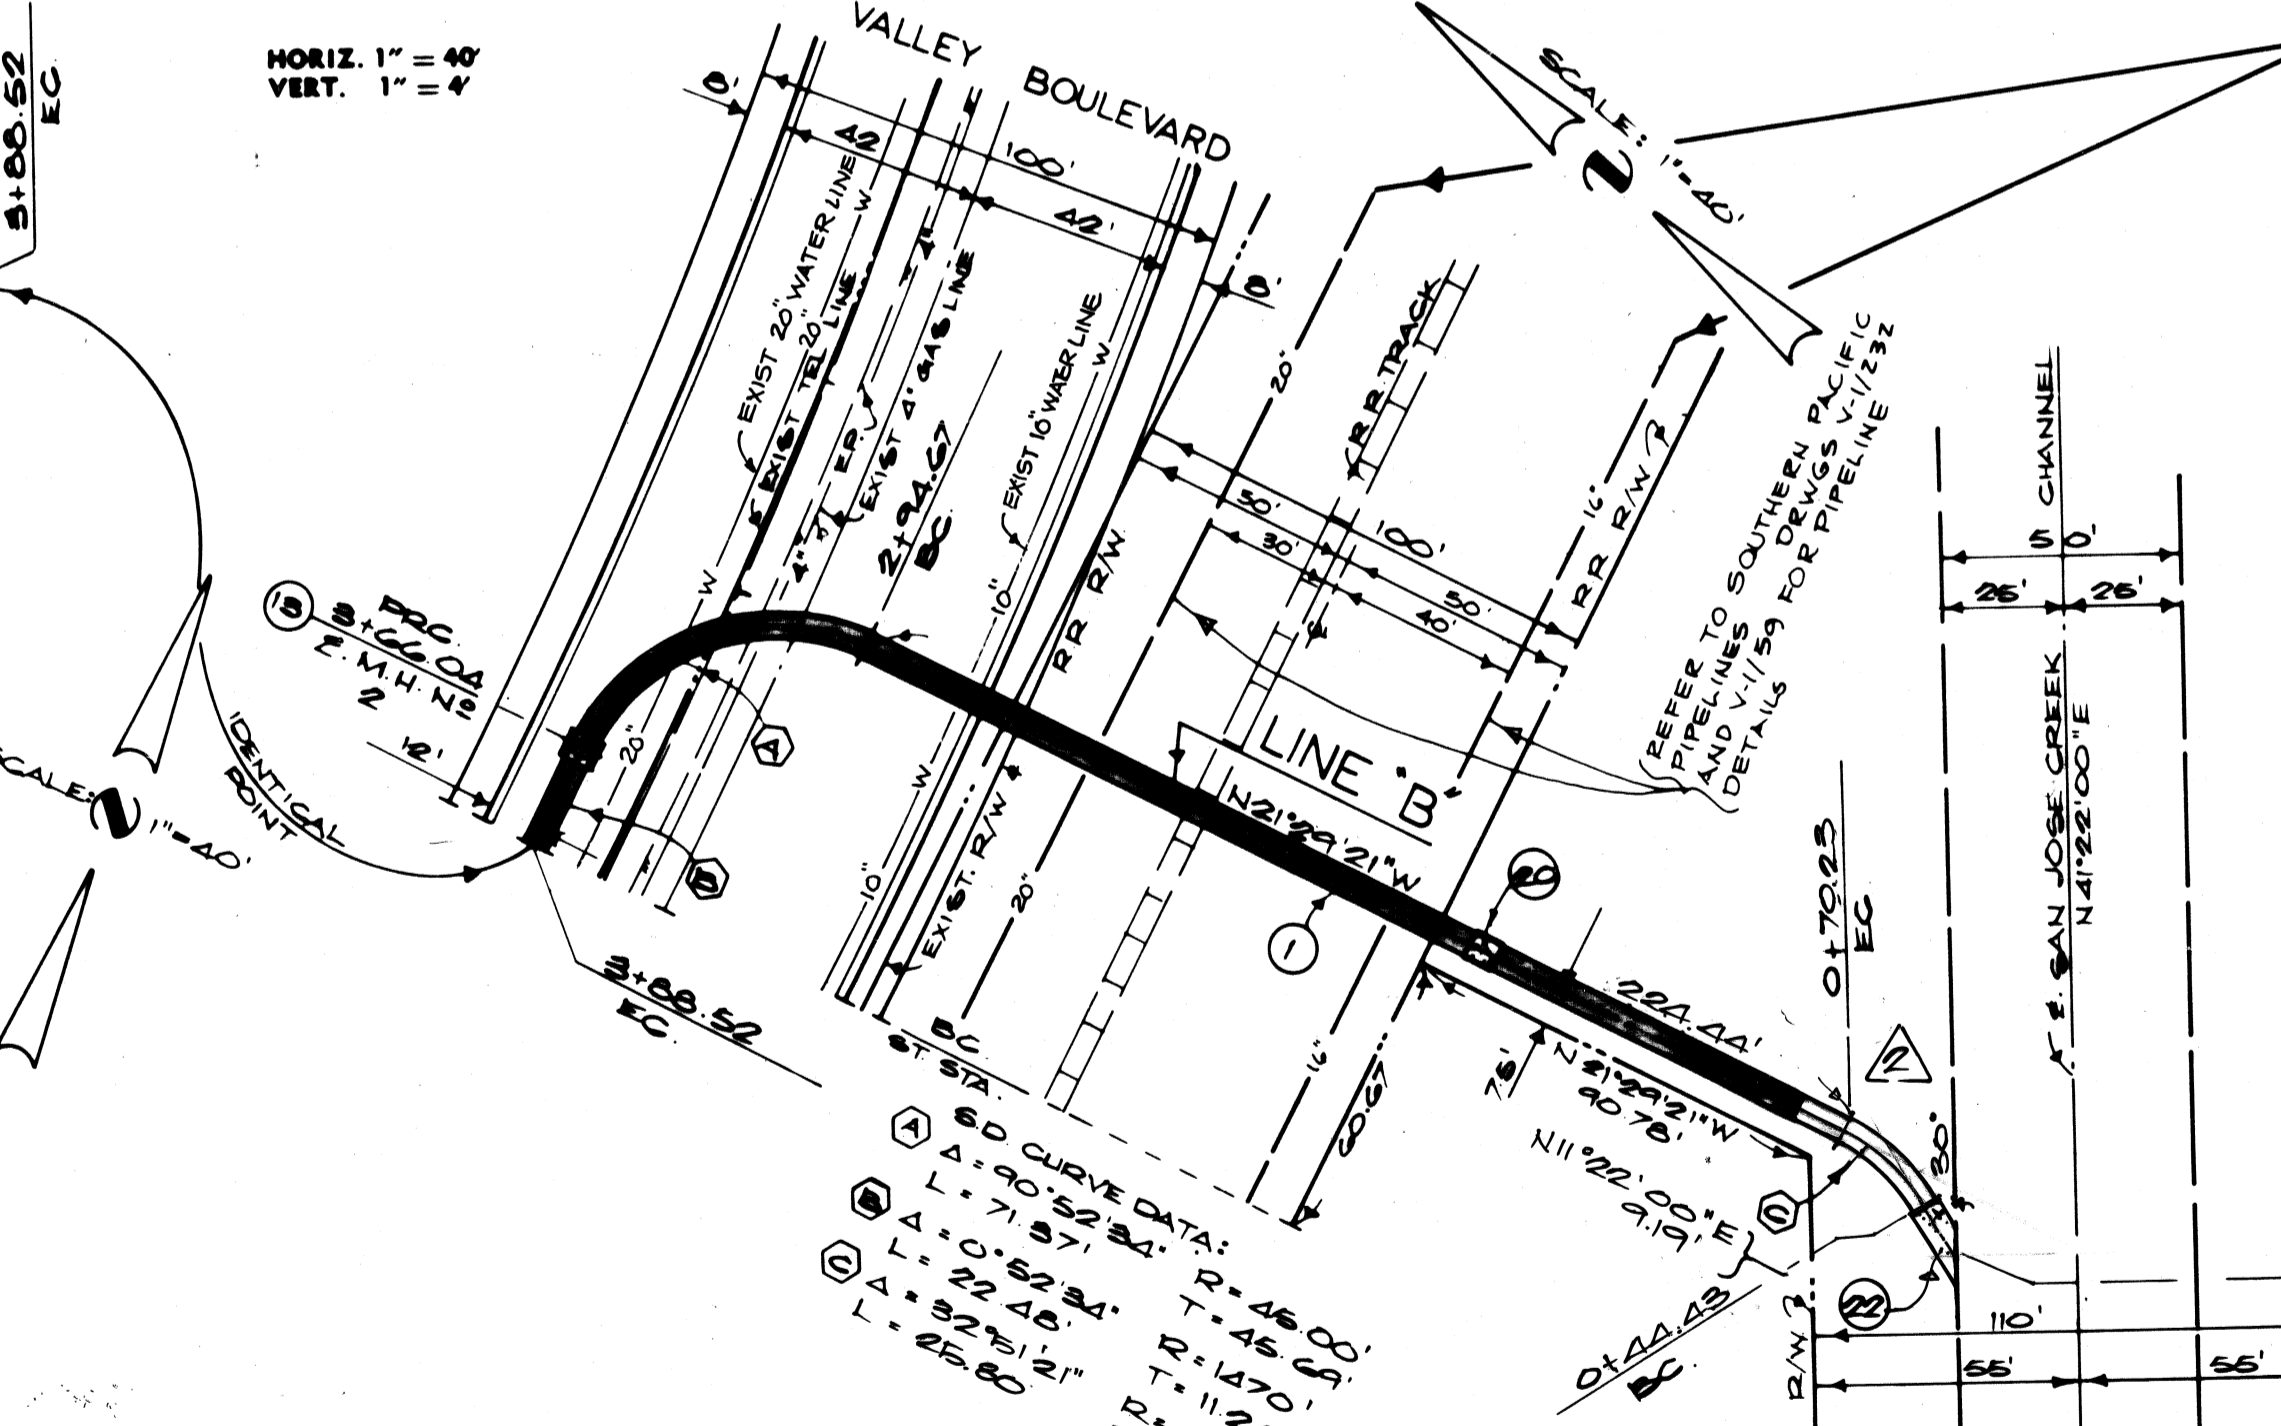 3+88.52
EC
HORIZ. 1" = 40'
VERT. 1" = 4'
VALLEY BOULEVARD
8'
42
100'
42'
8'
SCALE: 1"=40'
N
EXIST 20" WATER LINE
W
20"
EXIST TEL LINE
4"
E.P.
EXIST 4" GAS LINE
2+94.67
BC.
EXIST 10" WATER LINE
W
10"
RR R/W
20"
RR TRACK
16"
RR R/W
50'
100'
30'
50'
40'
REFER TO SOUTHERN PACIFIC
PIPELINES DRWGS V-1/232
AND V-1/59 FOR PIPELINE
DETAILS
S CHANNEL
50'
25'
25'
SAN JOSE CREEK
N41°22'00"E
13
PRC.
3+66.04
M.H. No
2
12'
IDENTICAL
POINT
SCALE: 1"=40'
N
W
4"
20"
A
B
LINE "B"
N21°29'21"W
1
20
W
10"
EXIST. R/W
20"
3+88.52
EC.
BC
ST. STA.
16"
60.67
75'
224.44'
N 21°29'21"W
90.78'
0+70.23
EC
2
30°
N11°22'00"E
9.19'
C
22
0+44.43
BC.
R/W
110'
55'
55'
S.D CURVE DATA:
A
Δ = 90°52'34"
L = 71.37'
R = 45.00'
T = 45.69'
B
Δ = 0°52'34"
L = 22.48'
R = 1470'
T = 11.2
C
Δ = 32°51'21"
L = 25.80
R=